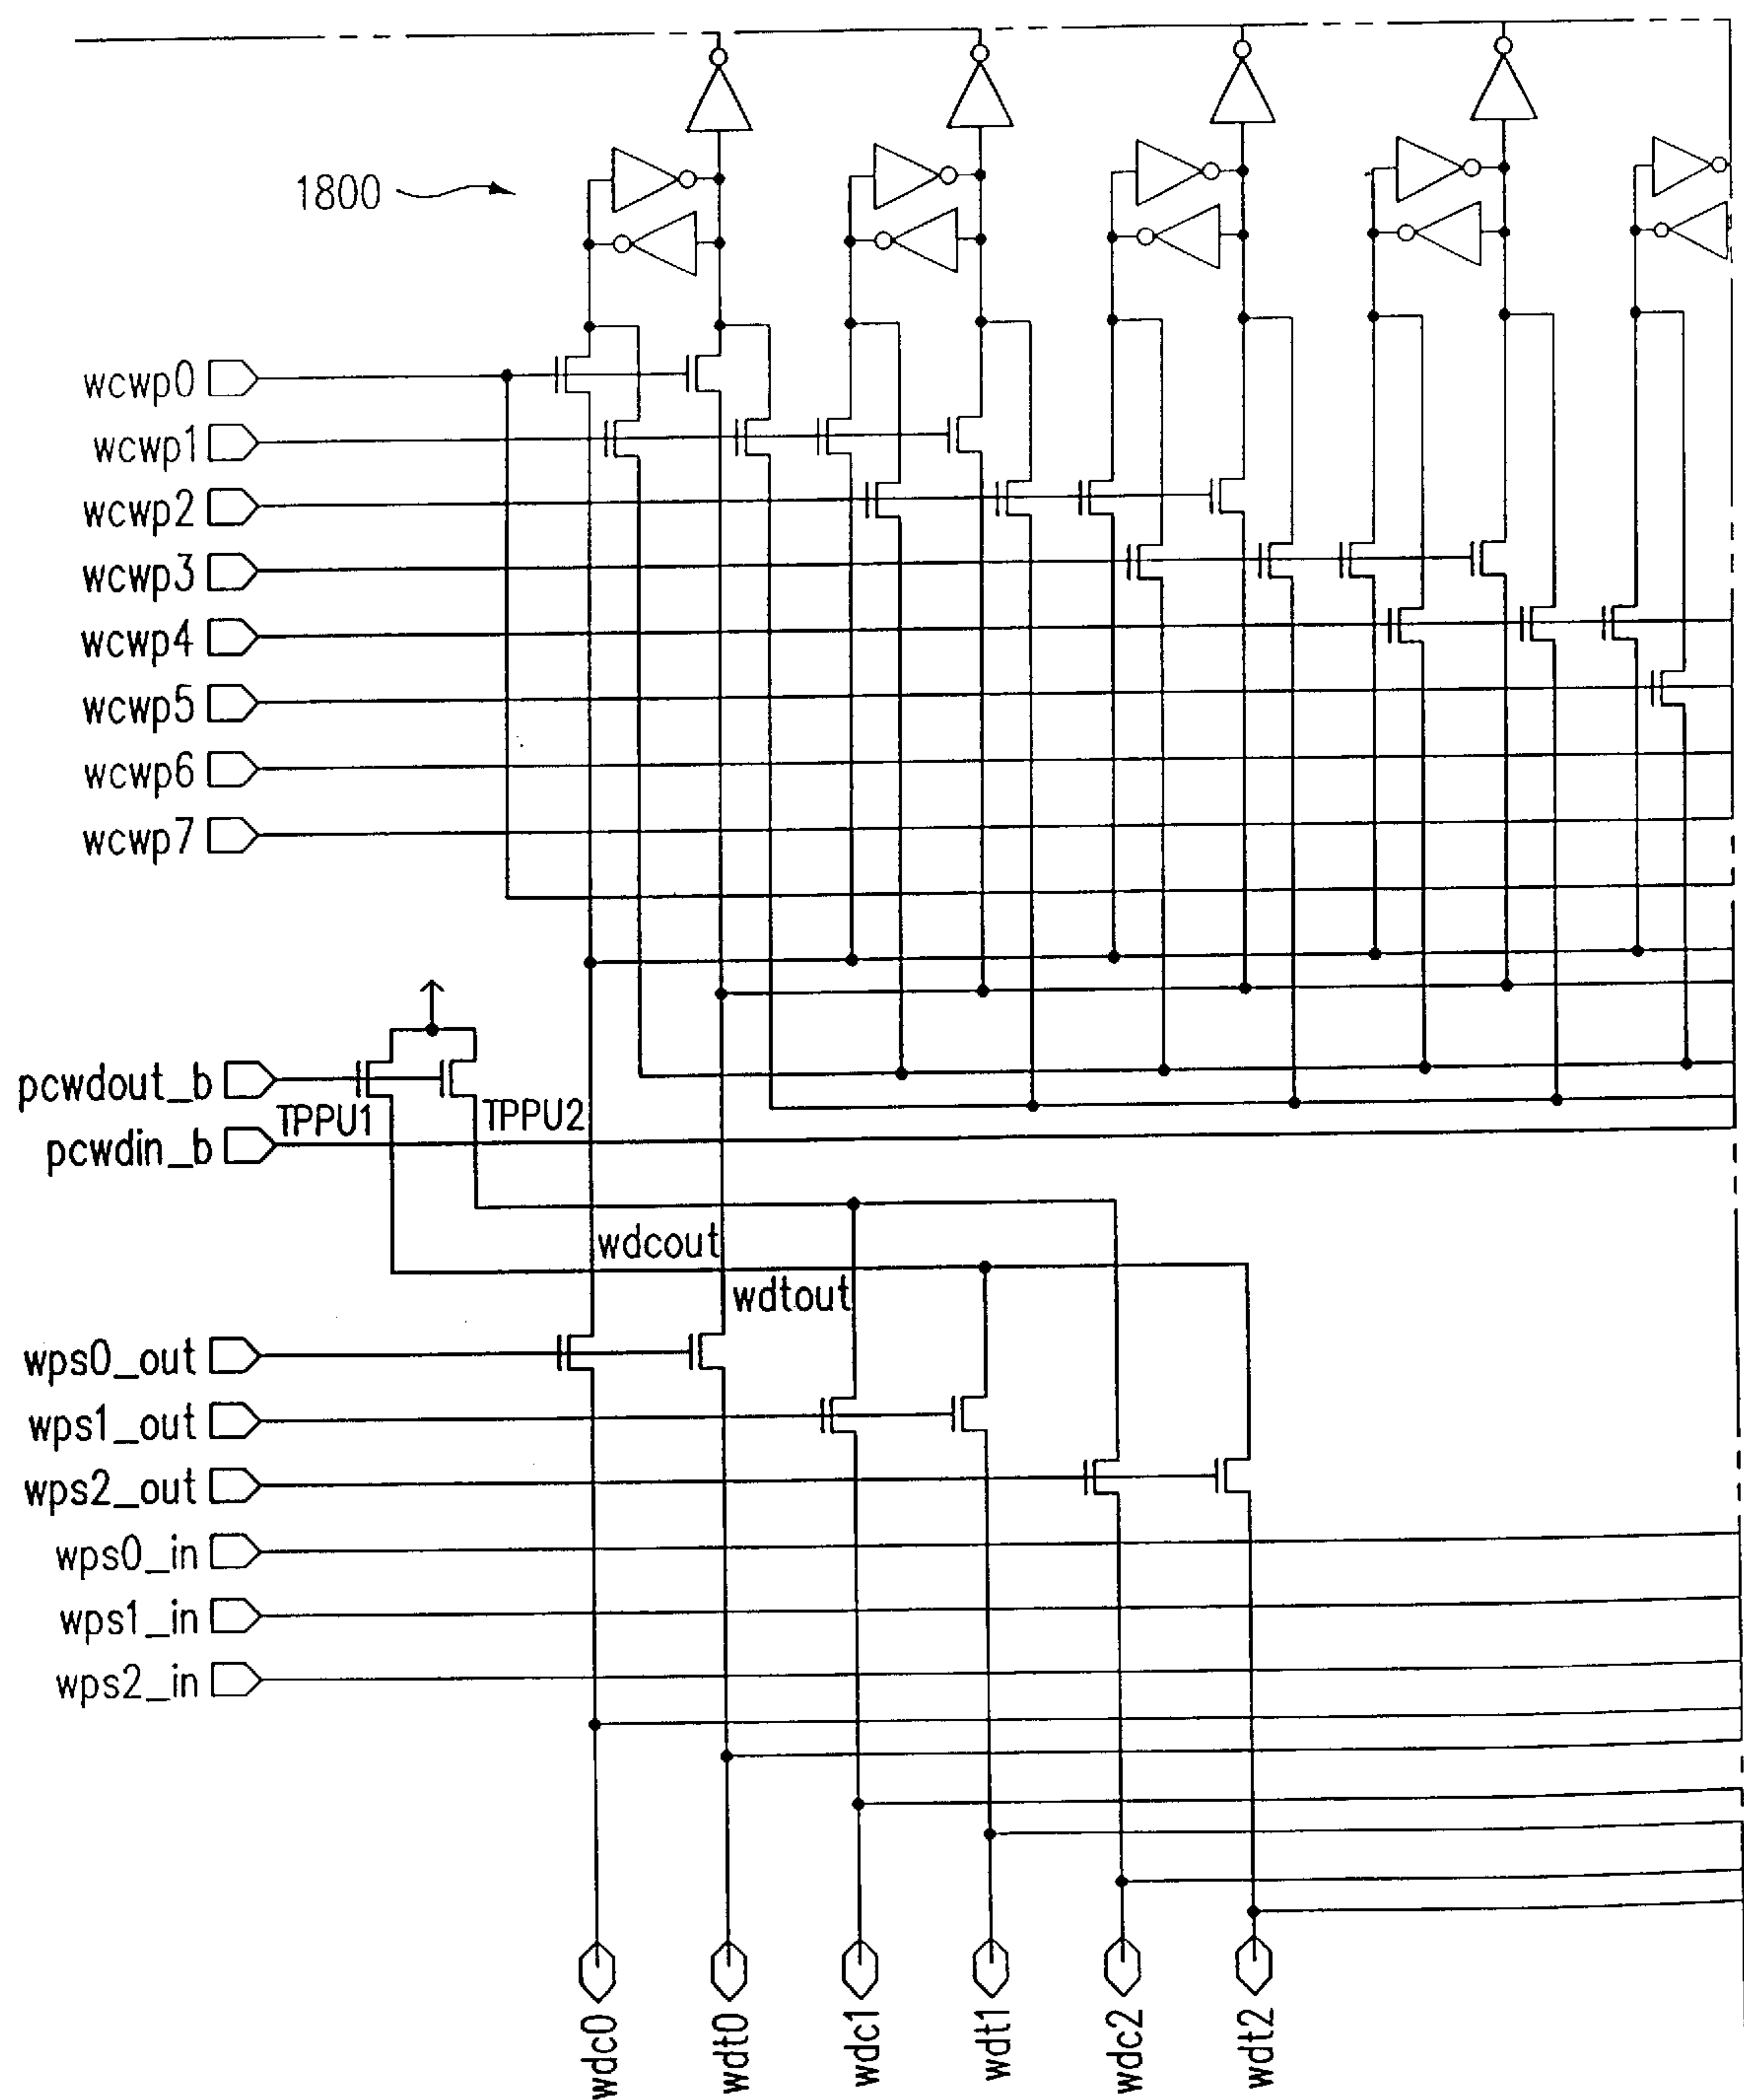 1800
wcwp0
wcwp1
wcwp2
wcwp3
wcwp4
wcwp5
wcwp6
wcwp7
pcwdout_b
TPPU1
TPPU2
pcwdin_b
wdcout
wdtout
wps0_out
wps1_out
wps2_out
wps0_in
wps1_in
wps2_in
wdc0
wdt0
wdc1
wdt1
wdc2
wdt2